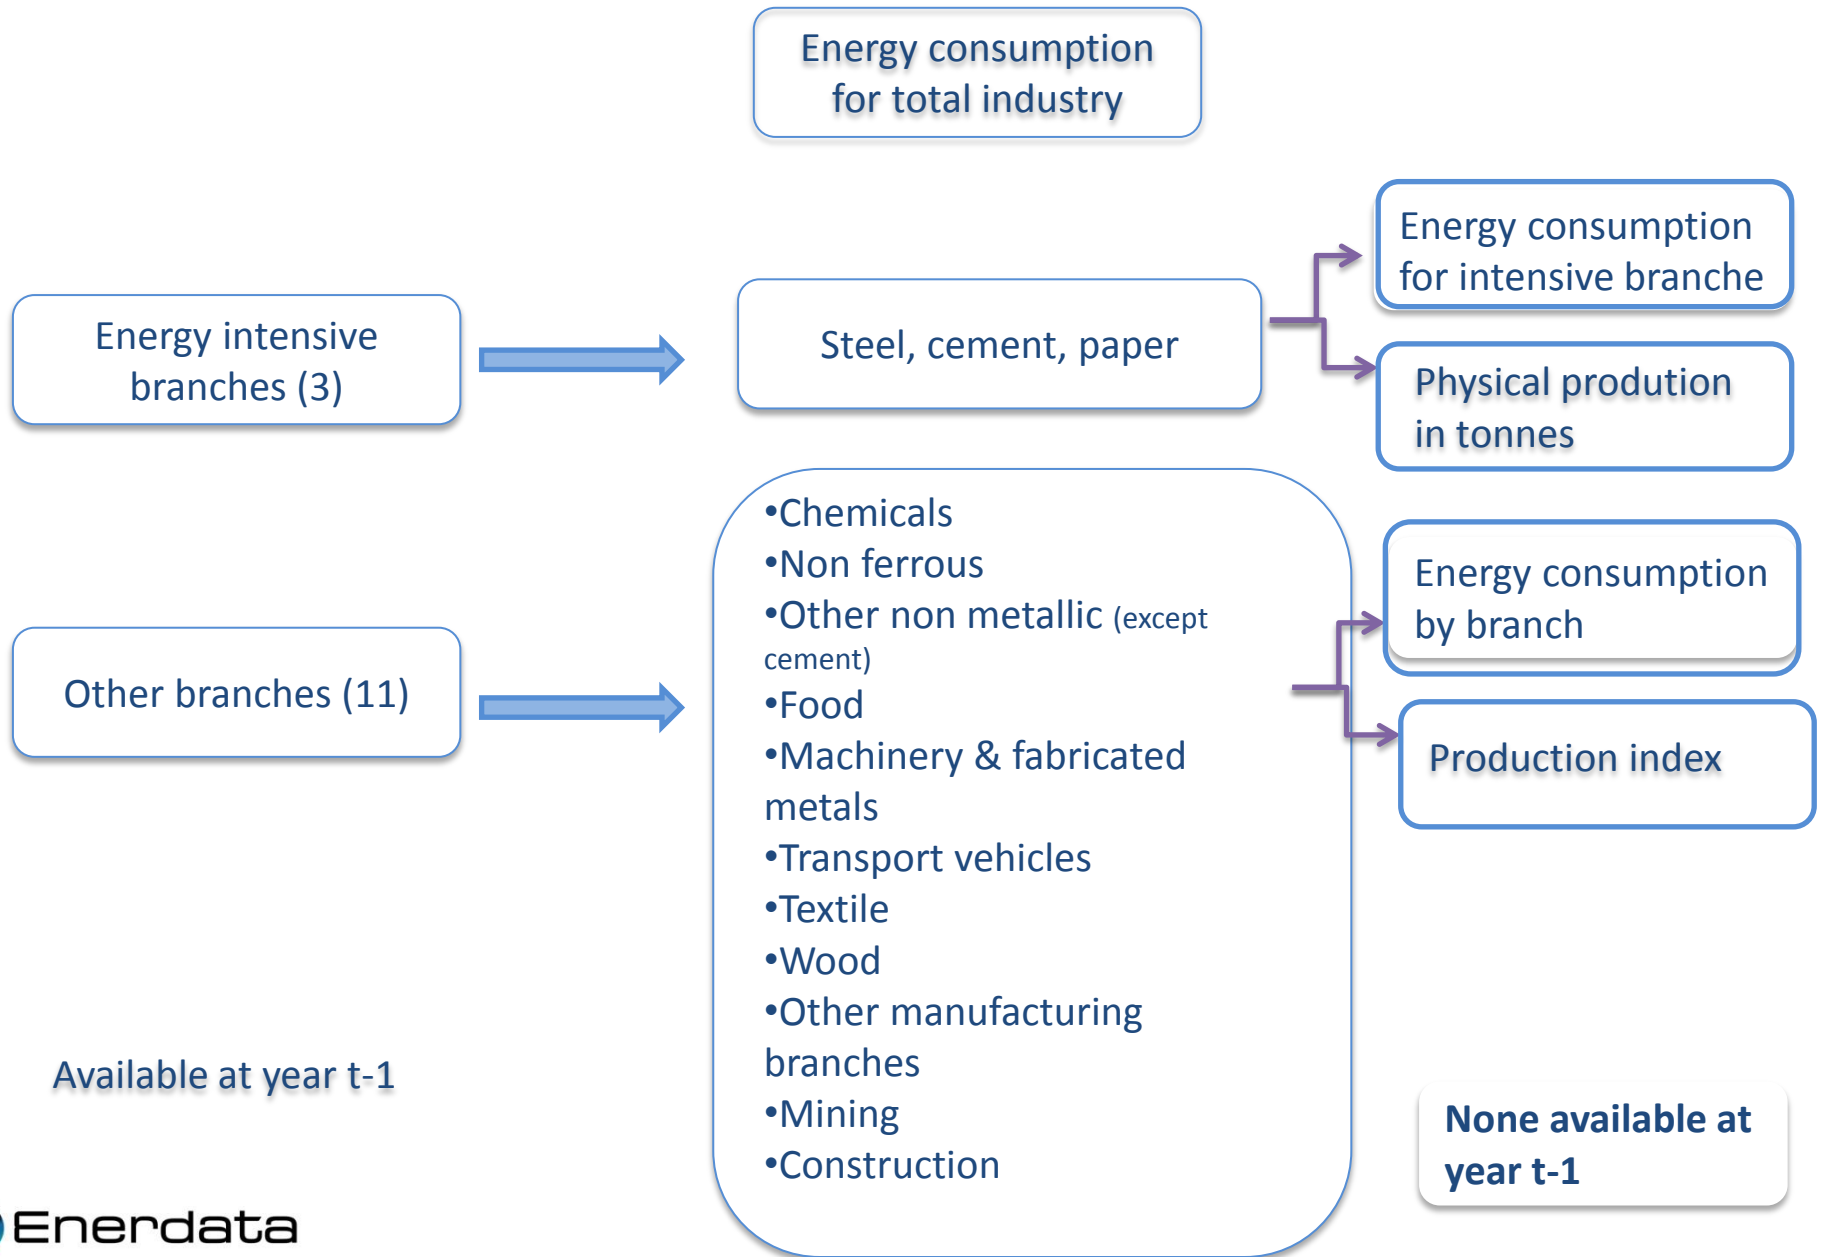 Energy consumption
for total industry
Energy intensive
branches (3)
Steel, cement, paper
Energy consumption
for intensive branche
Physical prodution
in tonnes
Other branches (11)
•Chemicals
•Non ferrous
•Other non metallic (except
cement)
•Food
•Machinery & fabricated
metals
•Transport vehicles
•Textile
•Wood
•Other manufacturing
branches
•Mining
•Construction
Energy consumption
by branch
Production index
Available at year t-1
None available at
year t-1
Enerdata